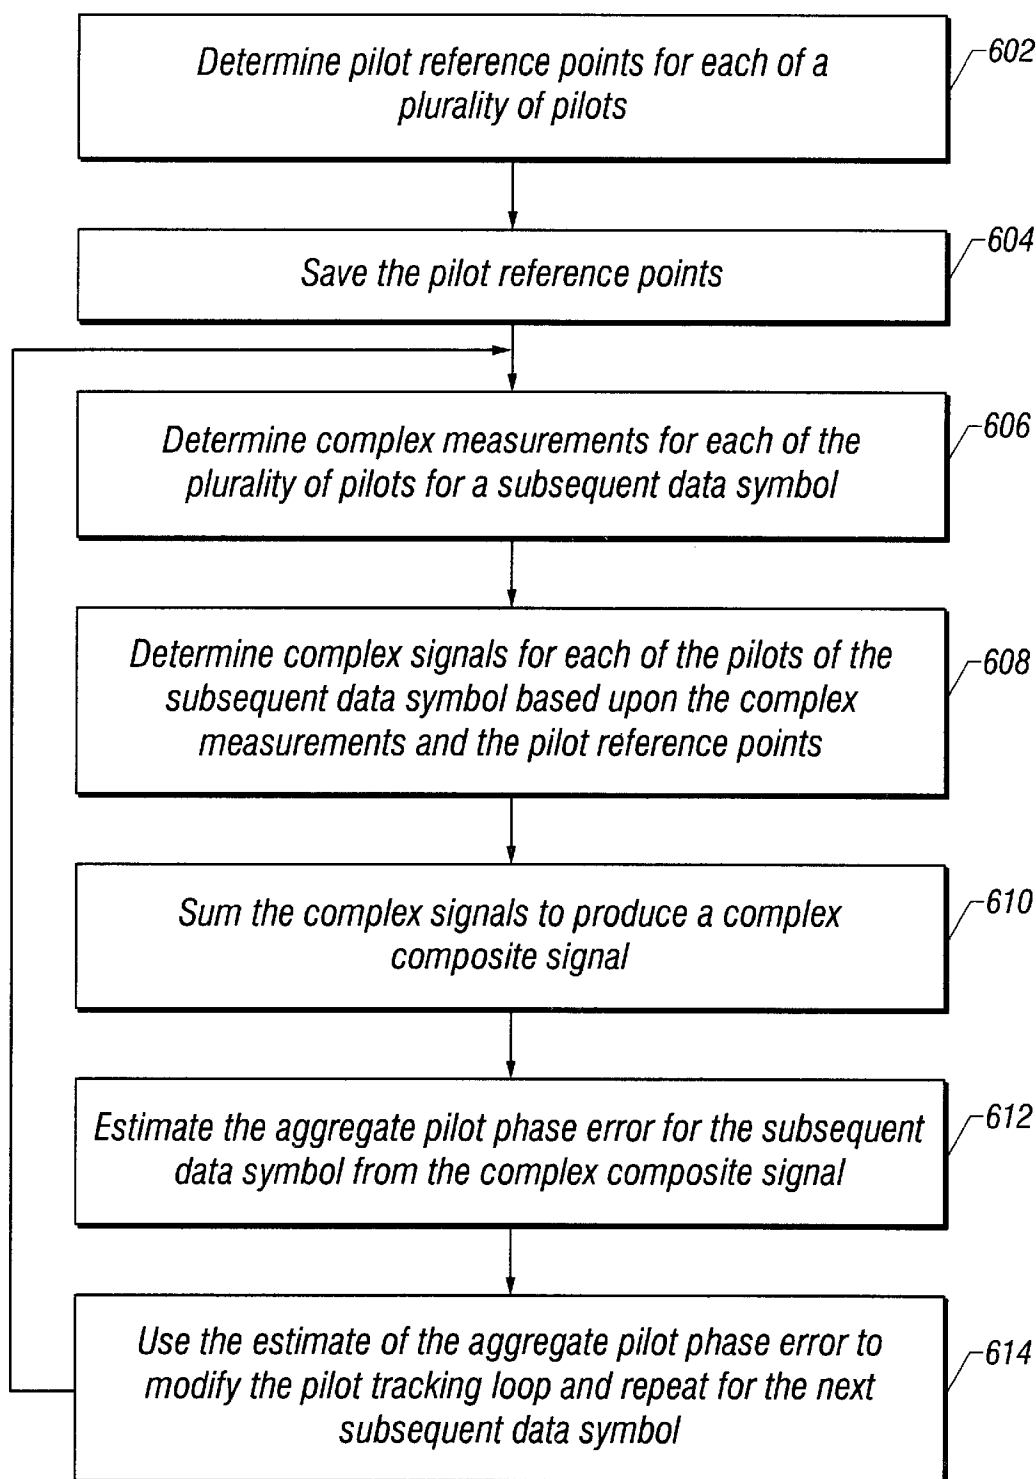 Determine pilot reference points for each of a
plurality of pilots
602
Save the pilot reference points
604
Determine complex measurements for each of the
plurality of pilots for a subsequent data symbol
606
Determine complex signals for each of the pilots of the
subsequent data symbol based upon the complex
measurements and the pilot reference points
608
Sum the complex signals to produce a complex
composite signal
610
Estimate the aggregate pilot phase error for the subsequent
data symbol from the complex composite signal
612
Use the estimate of the aggregate pilot phase error to
modify the pilot tracking loop and repeat for the next
subsequent data symbol
614